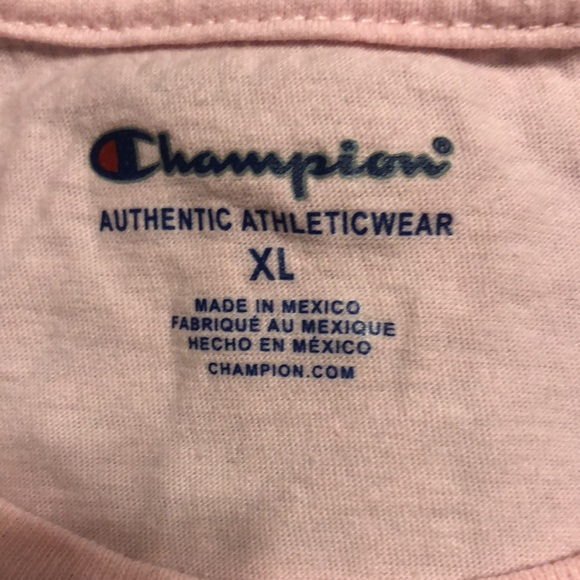 Champion®
AUTHENTIC ATHLETICWEAR
XL
MADE IN MEXICO
FABRIQUÉ AU MEXIQUE
HECHO EN MÉXICO
CHAMPION.COM